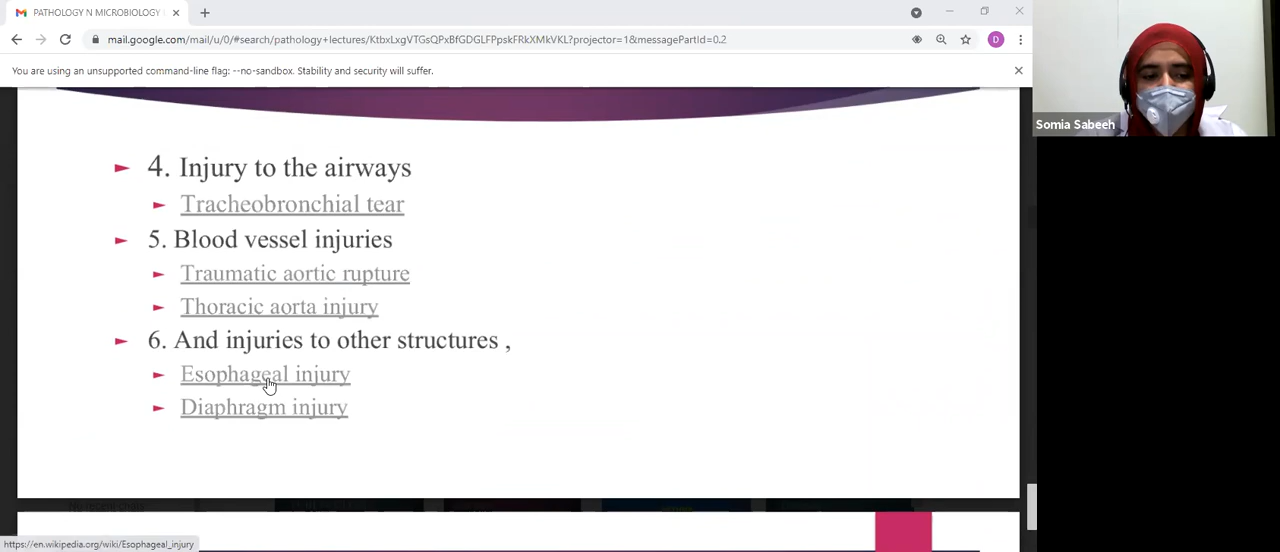 PATHOLOGY N MICROBIOLOGY
mail.google.com/mail/u/0/#search/pathology+lectures/KtbxLxgVTGsQPxBfGDGLFPpskFRkXMkVKL?projector=1&messagePartId=0.2
D
You are using an unsupported command-line flag: --no-sandbox. Stability and security will suffer.
Somia Sabeeh
4. Injury to the airways
Tracheobronchial tear
5. Blood vessel injuries
Traumatic aortic rupture
Thoracic aorta injury
6. And injuries to other structures ,
Esophageal injury
Diaphragm injury
https://en.wikipedia.org/wiki/Esophageal_injury